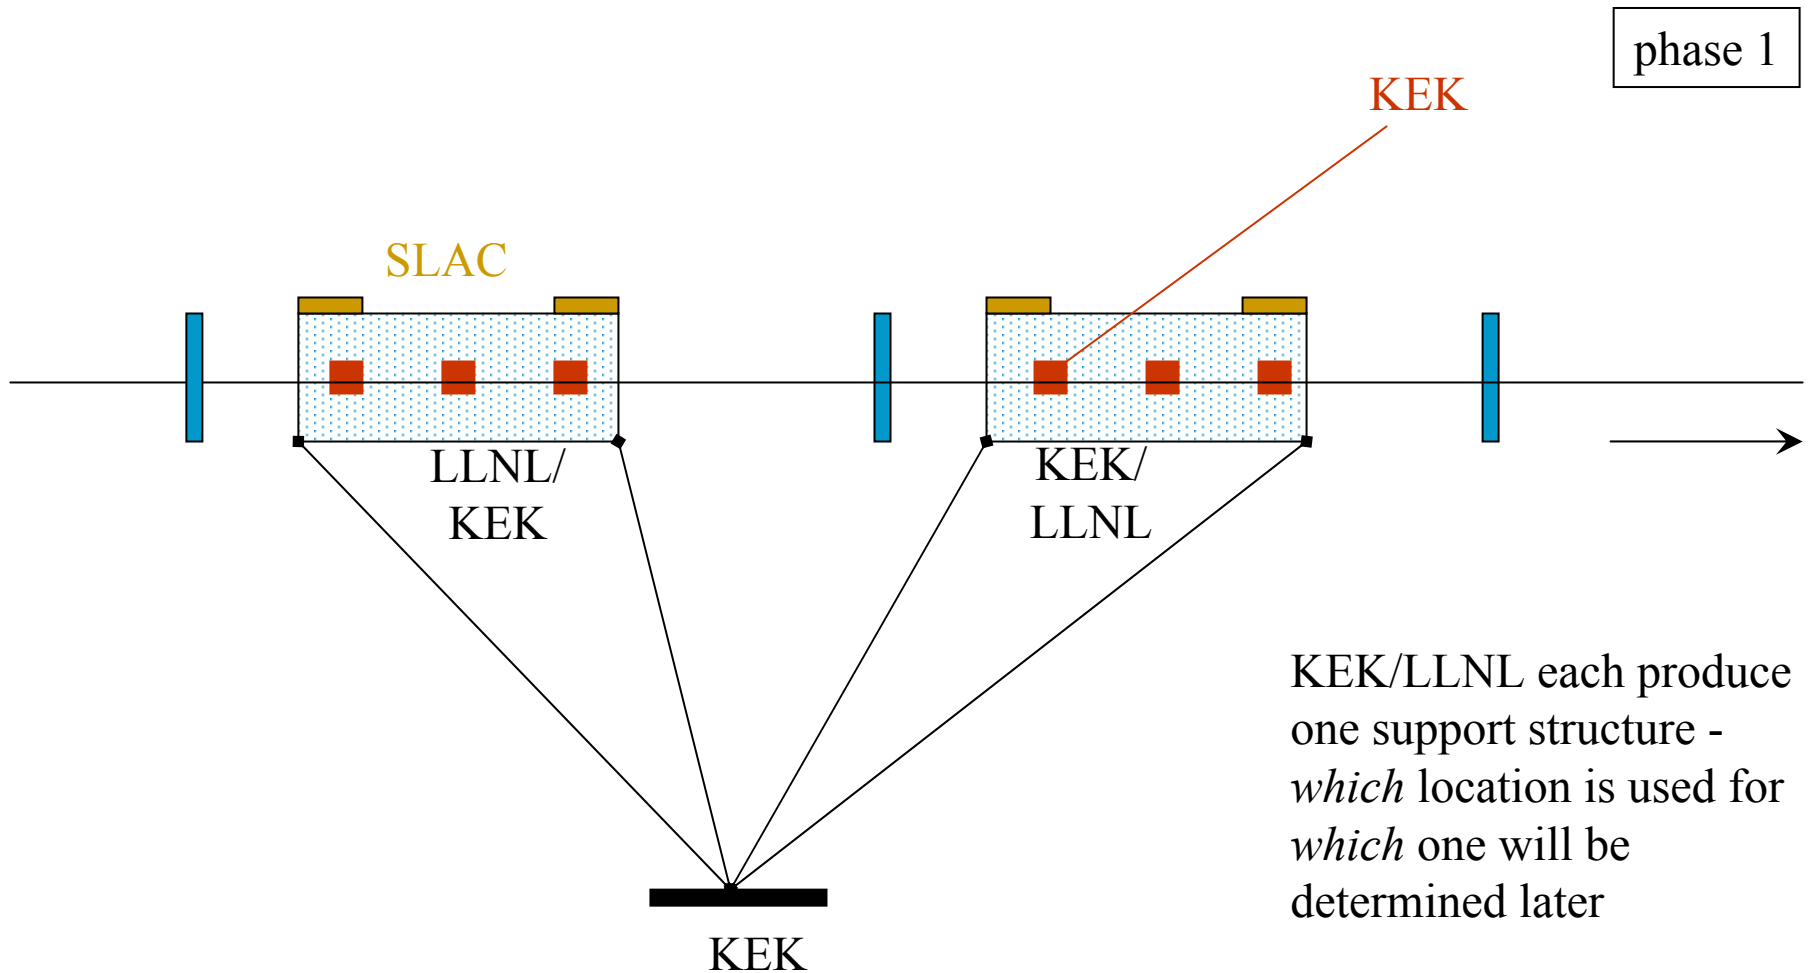 phase 1
KEK
SLAC
LLNL/
KEK
KEK/
LLNL
KEK/LLNL each produce
one support structure -
which location is used for
which one will be
determined later
KEK